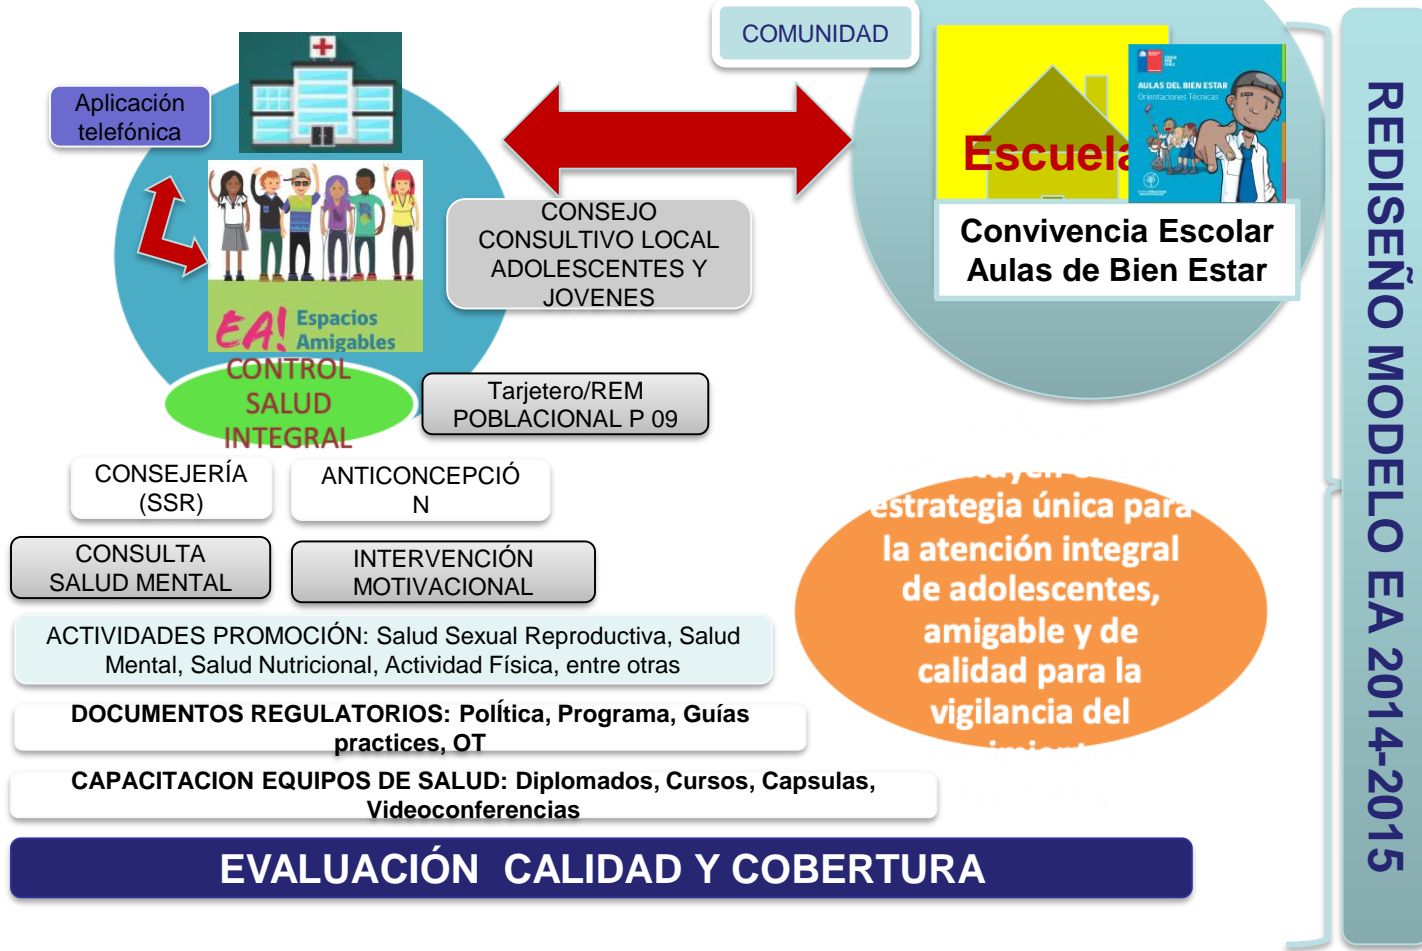 COMUNIDAD
Aplicación
telefónica
AULAS DEL BIEN ESTAR
Orientaciones Técnicas
Escuela
Convivencia Escolar
Aulas de Bien Estar
CONSEJO
CONSULTIVO LOCAL
ADOLESCENTES Y
JOVENES
EA! Espacios
Amigables
CONTROL
SALUD
INTEGRAL
Tarjetero/REM
POBLACIONAL P 09
CONSEJERÍA
(SSR)
ANTICONCEPCIÓ
N
CONSULTA
SALUD MENTAL
INTERVENCIÓN
MOTIVACIONAL
ACTIVIDADES PROMOCIÓN: Salud Sexual Reproductiva, Salud
Mental, Salud Nutricional, Actividad Física, entre otras
DOCUMENTOS REGULATORIOS: PolÍtica, Programa, Guías
practices, OT
CAPACITACION EQUIPOS DE SALUD: Diplomados, Cursos, Capsulas,
Videoconferencias
EVALUACIÓN CALIDAD Y COBERTURA
estrategia única para
la atención integral
de adolescentes,
amigable y de
calidad para la
vigilancia del
REDISEÑO MODELO EA 2014-2015